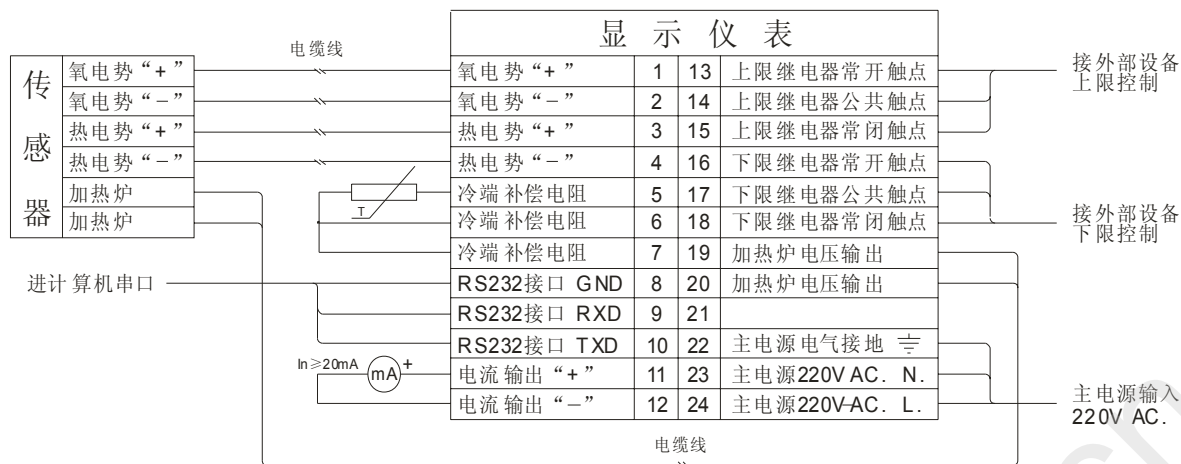 显示仪表
电缆线
传感器
氧电势“+”
氧电势“－”
热电势“+”
热电势“－”
加热炉
加热炉
氧电势“+” 1 13 上限继电器常开触点
氧电势“－” 2 14 上限继电器公共触点
热电势“+” 3 15 上限继电器常闭触点
热电势“－” 4 16 下限继电器常开触点
冷端补偿电阻 5 17 下限继电器公共触点
冷端补偿电阻 6 18 下限继电器常闭触点
冷端补偿电阻 7 19 加热炉电压输出
RS232接口 GND 8 20 加热炉电压输出
RS232接口 RXD 9 21
RS232接口 TXD 10 22 主电源电气接地
电流输出“+” 11 23 主电源220V AC. N.
电流输出“－” 12 24 主电源220V AC. L.
T
进计算机串口
In≥20mA
mA
+
接外部设备
上限控制
接外部设备
下限控制
主电源输入
220V AC.
电缆线